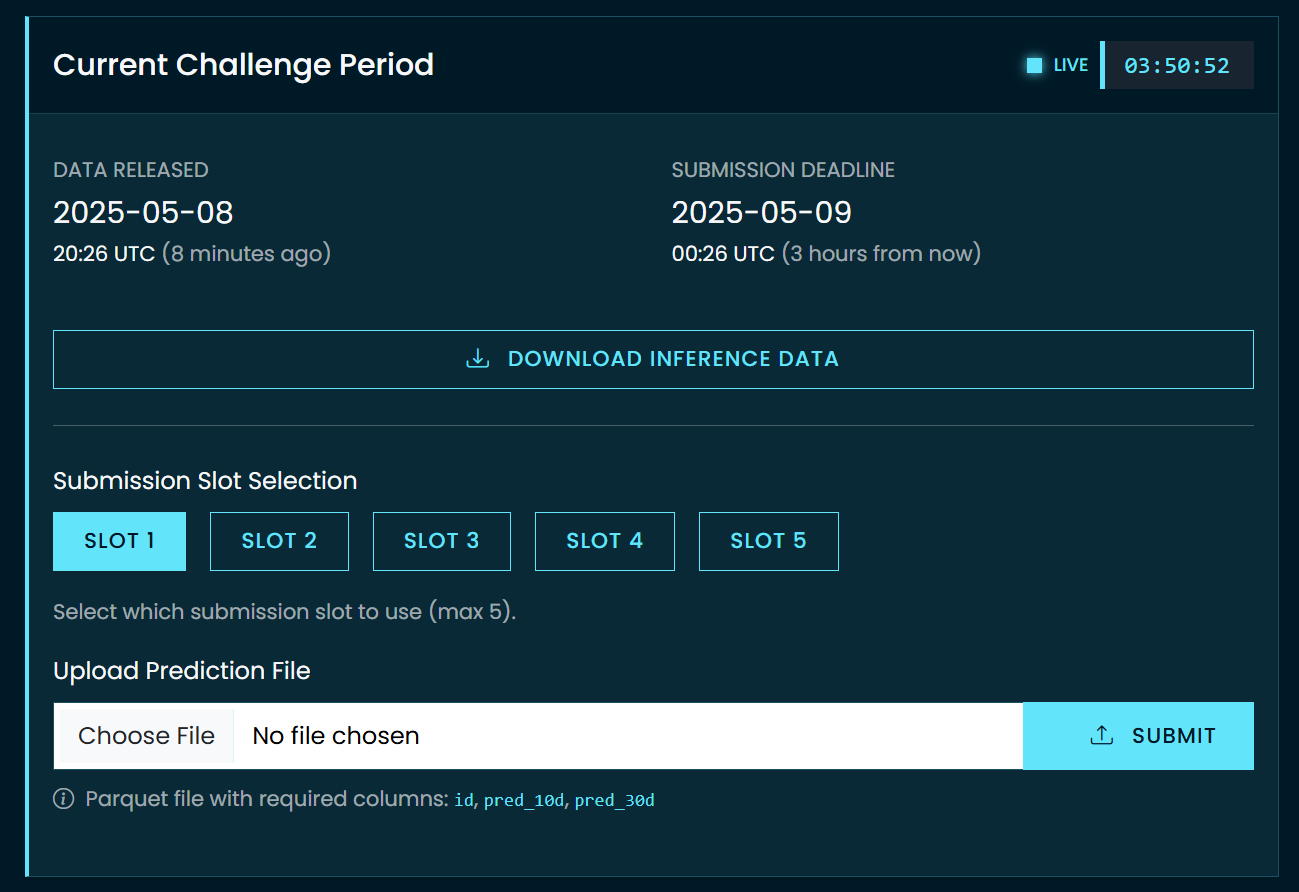 Current Challenge Period
LIVE 03:50:52
DATA RELEASED
2025-05-08
20:26 UTC (8 minutes ago)
SUBMISSION DEADLINE
2025-05-09
00:26 UTC (3 hours from now)
DOWNLOAD INFERENCE DATA
Submission Slot Selection
SLOT 1 SLOT 2 SLOT 3 SLOT 4 SLOT 5
Select which submission slot to use (max 5).
Upload Prediction File
Choose File No file chosen SUBMIT
Parquet file with required columns: id, pred_10d, pred_30d